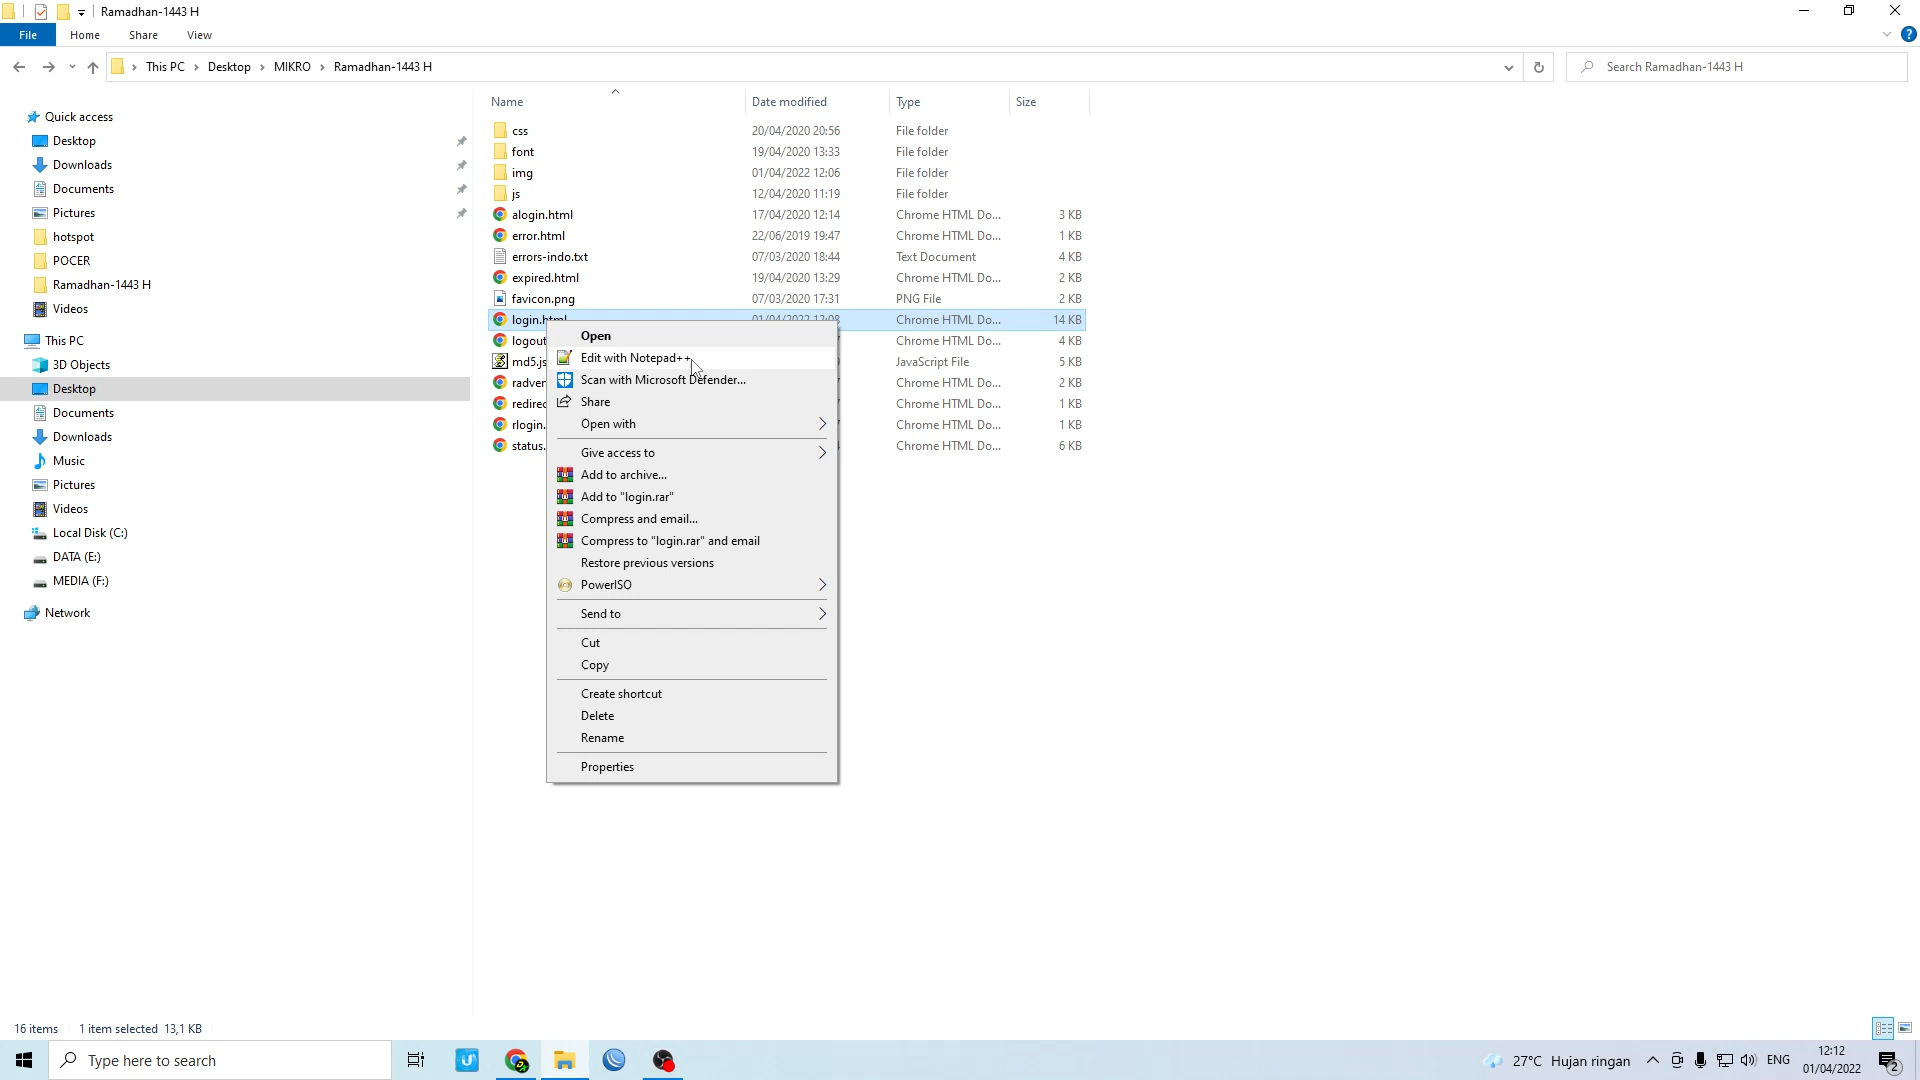 Ramadhan-1443 H
File
Home
Share
View
This PC
Desktop
MIKRO
Ramadhan-1443 H
Search Ramadhan-1443 H
Quick access
Desktop
Downloads
Documents
Pictures
hotspot
POCER
Ramadhan-1443 H
Videos
This PC
3D Objects
Desktop
Documents
Downloads
Music
Pictures
Videos
Local Disk (C:)
DATA (E:)
MEDIA (F:)
Network
Name Date modified Type Size
css 20/04/2020 20:56 File folder
font 19/04/2020 13:33 File folder
img 01/04/2022 12:06 File folder
js 12/04/2020 11:19 File folder
alogin.html 17/04/2020 12:14 Chrome HTML Do... 3 KB
error.html 22/06/2019 19:47 Chrome HTML Do... 1 KB
errors-indo.txt 07/03/2020 18:44 Text Document 4 KB
expired.html 19/04/2020 13:29 Chrome HTML Do... 2 KB
favicon.png 07/03/2020 17:31 PNG File 2 KB
login.html 01/04/2022 12:08 Chrome HTML Do... 14 KB
logout Chrome HTML Do... 4 KB
md5.js JavaScript File 5 KB
radver Chrome HTML Do... 2 KB
redirec Chrome HTML Do... 1 KB
rlogin. Chrome HTML Do... 1 KB
status. Chrome HTML Do... 6 KB
Open
Edit with Notepad++
Scan with Microsoft Defender...
Share
Open with
Give access to
Add to archive...
Add to "login.rar"
Compress and email...
Compress to "login.rar" and email
Restore previous versions
PowerISO
Send to
Cut
Copy
Create shortcut
Delete
Rename
Properties
16 items 1 item selected 13,1 KB
Type here to search
27°C Hujan ringan
ENG
12:12
01/04/2022
2